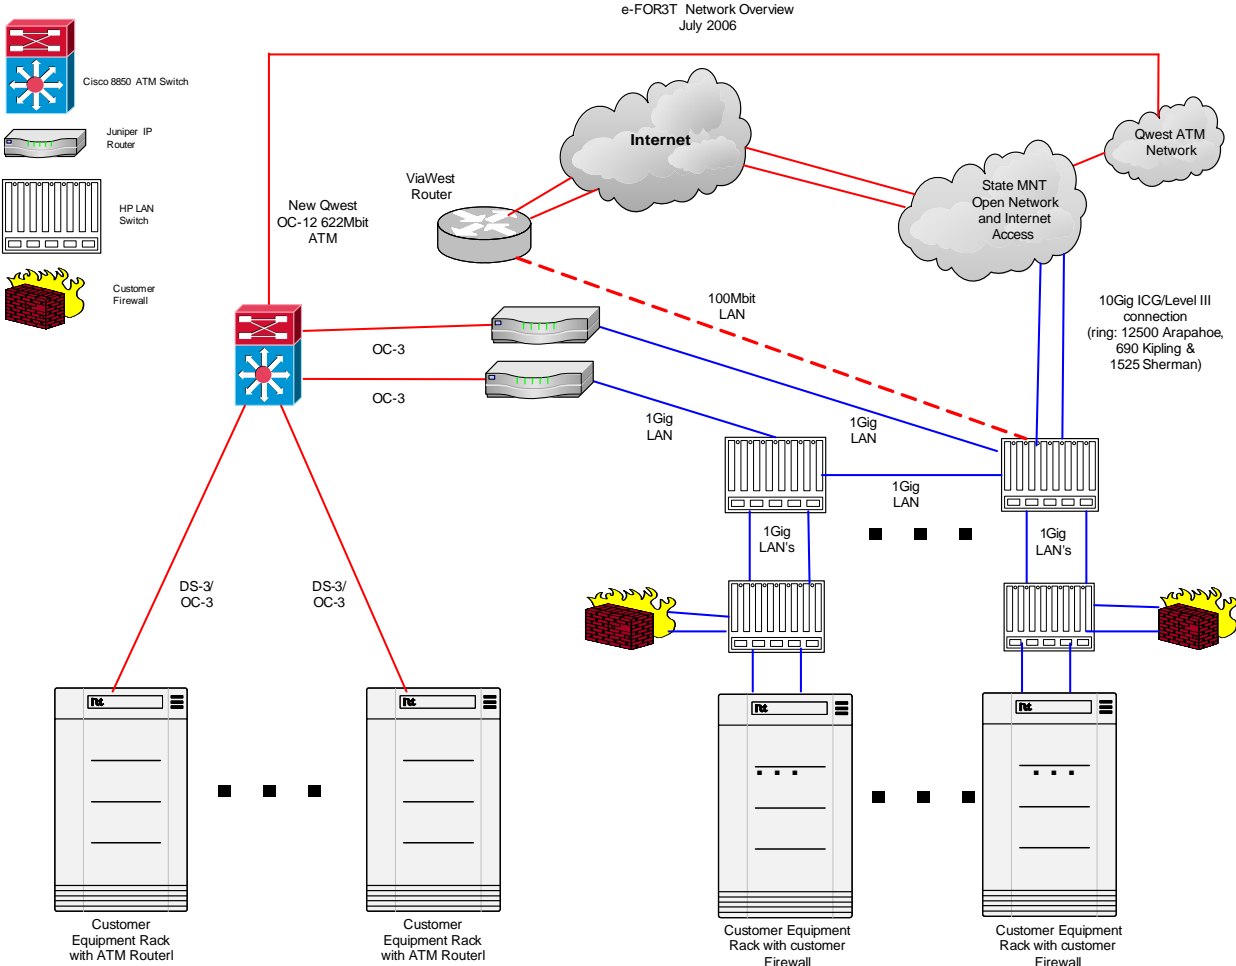 e-FOR3T Network Overview
July 2006
Cisco 8850 ATM Switch
Juniper IP
Router
HP LAN
Switch
Customer
Firewall
New Qwest
OC-12 622Mbit
ATM
ViaWest
Router
Internet
State MNT
Open Network
and Internet
Access
Qwest ATM
Network
100Mbit
LAN
10Gig ICG/Level III
connection
(ring: 12500 Arapahoe,
690 Kipling &
1525 Sherman)
OC-3
OC-3
1Gig
LAN
1Gig
LAN
1Gig
LAN
1Gig
LAN's
1Gig
LAN's
DS-3/
OC-3
DS-3/
OC-3
Customer
Equipment Rack
with ATM Routerl
Customer
Equipment Rack
with ATM Routerl
Customer Equipment
Rack with customer
Firewall
Customer Equipment
Rack with customer
Firewall